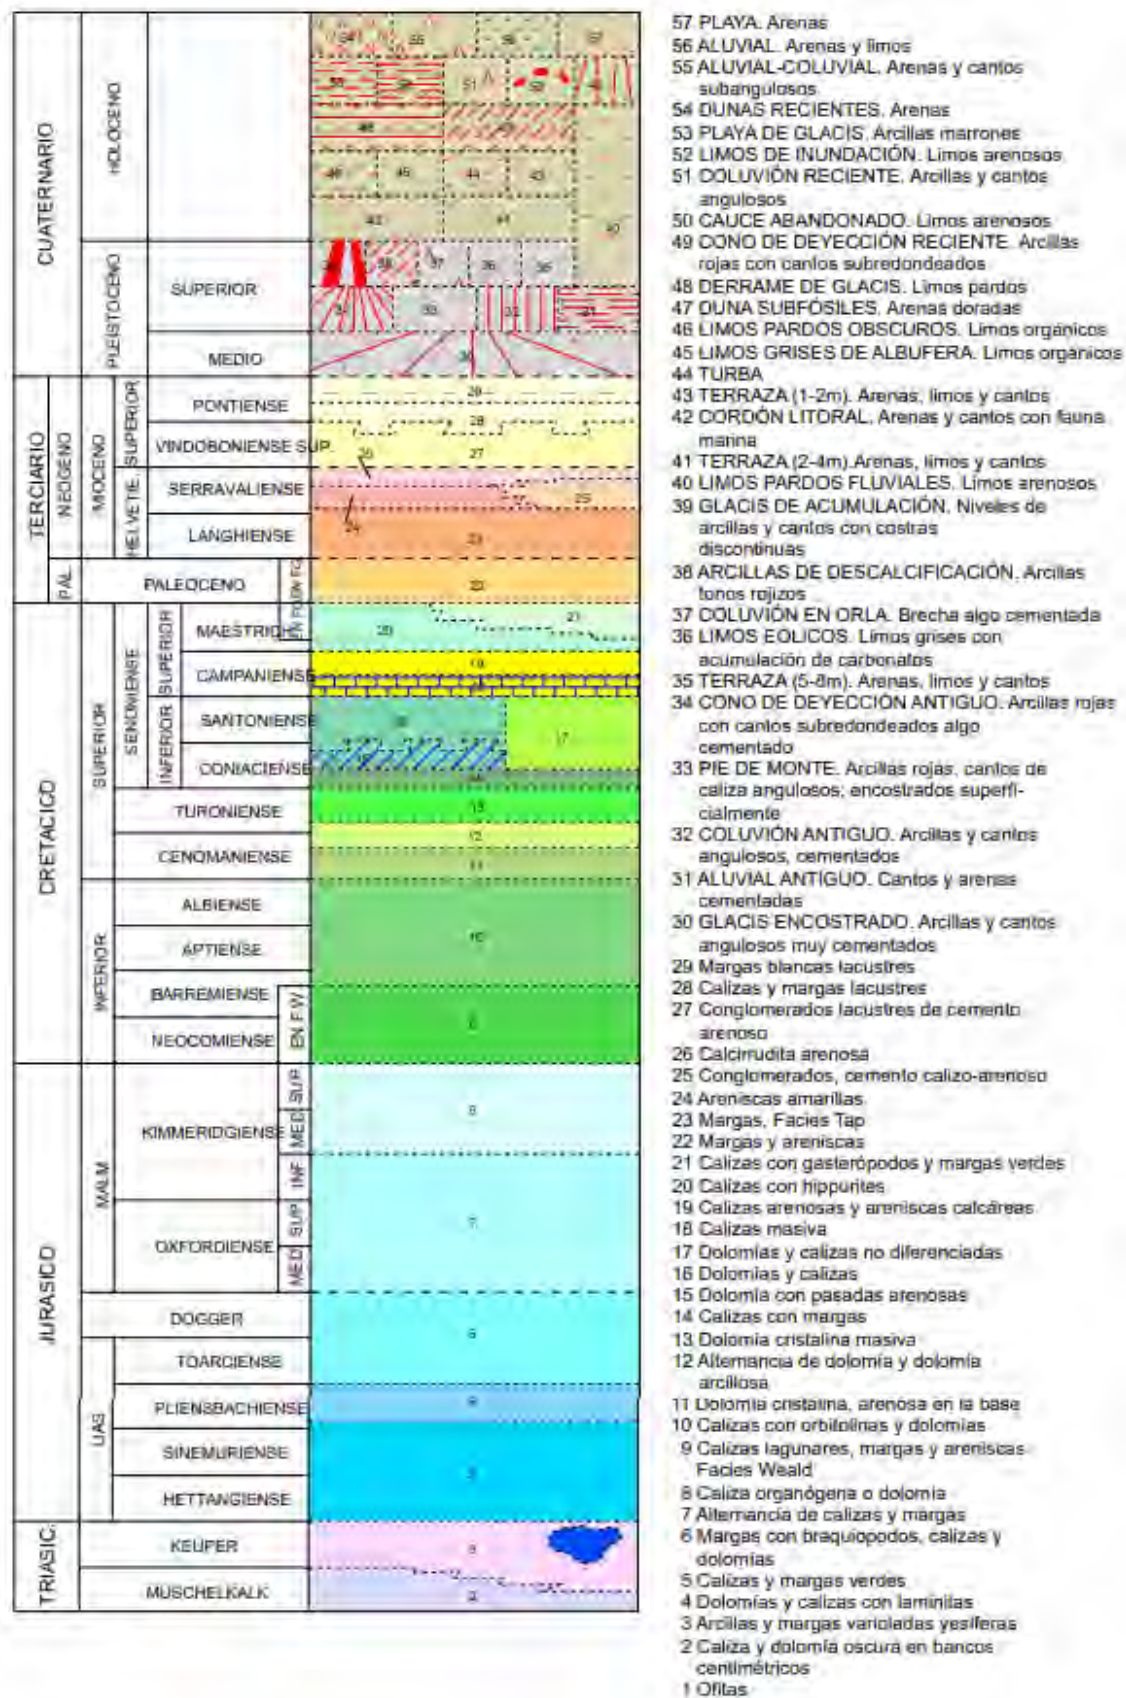 CUATERNARIO
HOLOCENO
PLEISTOCENO
SUPERIOR
MEDIO
TERCIARIO
NEOGENO
MIOCENO
SUPERIOR
HELVETIE.
PONTIENSE
VINDOBONIENSE SUP.
SERRAVALIENSE
LANGHIENSE
PAL
PALEOCENO
CRETACICO
SUPERIOR
SENONIENSE
SUPERIOR
INFERIOR
CAMPANIENSE
SANTONIENSE
CONIACIENSE
TURONIENSE
CENOMANIENSE
INFERIOR
ALBIENSE
APTIENSE
BARREMIENSE
NEOCOMIENSE
EN F.W
JURASICO
MALM
KIMMERIDGIENSE
SUP
MED
INF
OXFORDIENSE
SUP
MED
DOGGER
LIAS
TOARCIENSE
PLIENSBACHIENSE
SINEMURIENSE
HETTANGIENSE
TRIASIC.
KEUPER
MUSCHELKALK
57 PLAYA. Arenas
56 ALUVIAL. Arenas y limos
55 ALUVIAL-COLUVIAL. Arenas y cantos
subangulosos
54 DUNAS RECIENTES. Arenas
53 PLAYA DE GLACIS. Arcillas marrones
52 LIMOS DE INUNDACIÓN. Limos arenosos
51 COLUVIÓN RECIENTE. Arcillas y cantos
angulosos
50 CAUCE ABANDONADO. Limos arenosos
49 CONO DE DEYECCIÓN RECIENTE. Arcillas
rojas con cantos subredondeados
48 DERRAME DE GLACIS. Limos pardos
47 DUNA SUBFÓSILES. Arenas doradas
46 LIMOS PARDOS OBSCUROS. Limos orgánicos
45 LIMOS GRISES DE ALBUFERA. Limos orgánicos
44 TURBA
43 TERRAZA (1-2m). Arenas, limos y cantos
42 CORDÓN LITORAL. Arenas y cantos con fauna
marina
41 TERRAZA (2-4m).Arenas, limos y cantos
40 LIMOS PARDOS FLUVIALES. Limos arenosos
39 GLACIS DE ACUMULACIÓN. Niveles de
arcillas y cantos con costras
discontinuas
38 ARCILLAS DE DESCALCIFICACIÓN. Arcillas
tonos rojizos
37 COLUVIÓN EN ORLA. Brecha algo cementada
36 LIMOS EOLICOS. Limos grises con
acumulación de carbonatos
35 TERRAZA (5-8m). Arenas, limos y cantos
34 CONO DE DEYECCIÓN ANTIGUO. Arcillas rojas
con cantos subredondeados algo
cementado
33 PIE DE MONTE. Arcillas rojas, cantos de
caliza angulosos, encostrados superfi-
cialmente
32 COLUVIÓN ANTIGUO. Arcillas y cantos
angulosos, cementados
31 ALUVIAL ANTIGUO. Cantos y arenas
cementadas
30 GLACIS ENCOSTRADO. Arcillas y cantos
angulosos muy cementados
29 Margas blancas lacustres
28 Calizas y margas lacustres
27 Conglomerados lacustres de cemento
arenoso
26 Calcirrudita arenosa
25 Conglomerados, cemento calizo-arenoso
24 Areniscas amarillas
23 Margas, Facies Tap
22 Margas y areniscas
21 Calizas con gasterópodos y margas verdes
20 Calizas con hippurites
19 Calizas arenosas y areniscas calcáreas
18 Calizas masiva
17 Dolomías y calizas no diferenciadas
16 Dolomías y calizas
15 Dolomía con pasadas arenosas
14 Calizas con margas
13 Dolomía cristalina masiva
12 Alternancia de dolomía y dolomía
arcillosa
11 Dolomía cristalina, arenosa en la base
10 Calizas con orbitolinas y dolomías
9 Calizas lagunares, margas y areniscas
Facies Weald
8 Caliza organógena o dolomía
7 Alternancia de calizas y margas
6 Margas con braquiopodos, calizas y
dolomías
5 Calizas y margas verdes
4 Dolomías y calizas con laminitas
3 Arcillas y margas varioladas yesíferas
2 Caliza y dolomía oscura en bancos
centimétricos
1 Ofitas